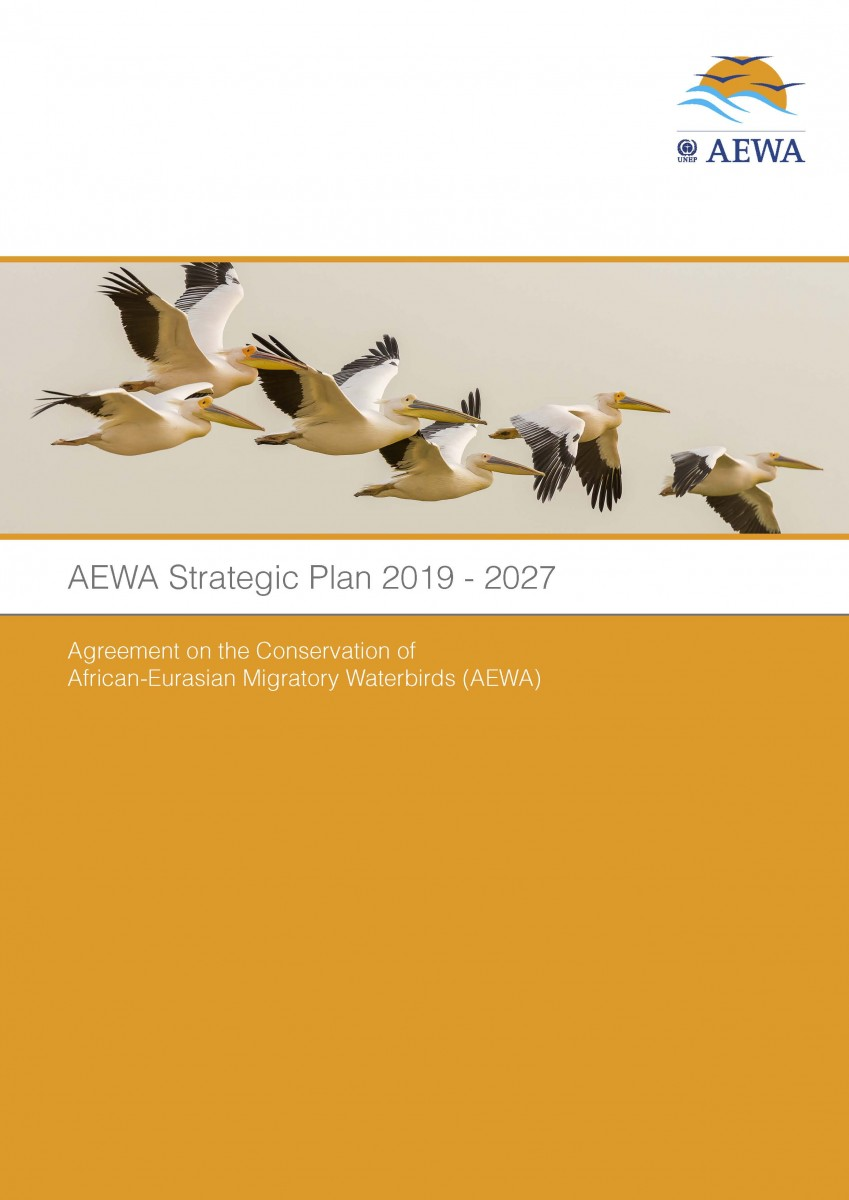 UNEP
AEWA
AEWA Strategic Plan 2019 - 2027
Agreement on the Conservation of
African-Eurasian Migratory Waterbirds (AEWA)